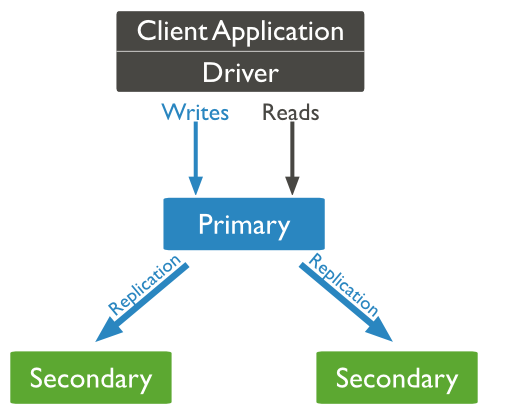 Client Application
Driver
Writes
Reads
Primary
Replication
Replication
Secondary
Secondary